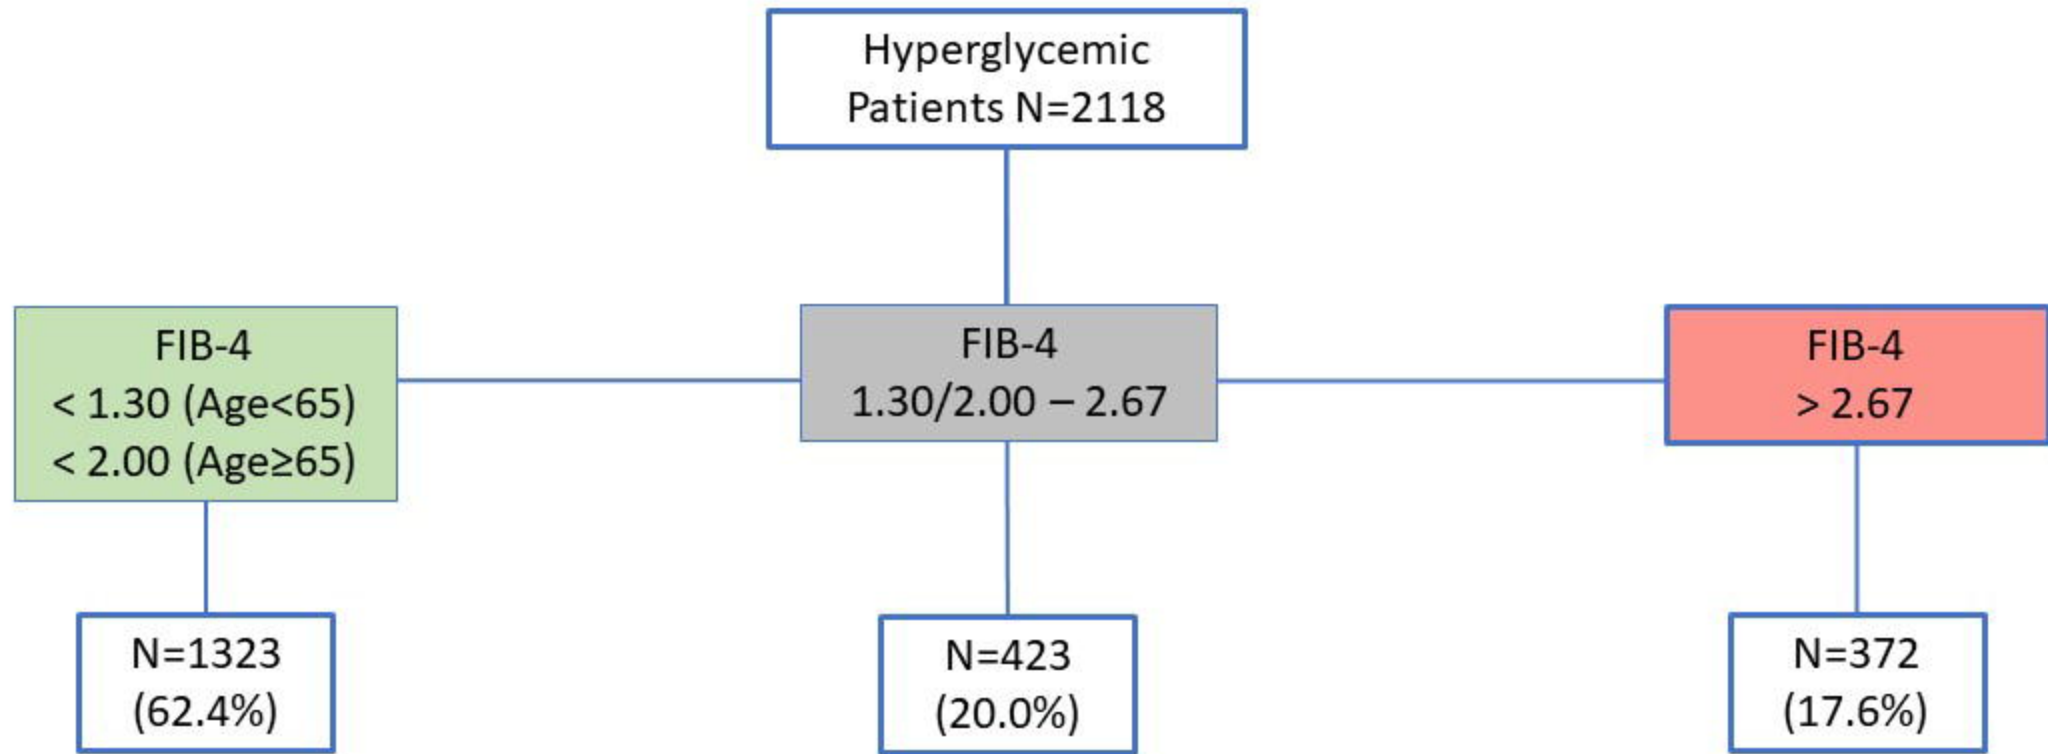 Hyperglycemic
Patients N=2118
FIB-4
< 1.30 (Age<65)
< 2.00 (Age≥65)
FIB-4
1.30/2.00 – 2.67
FIB-4
> 2.67
N=1323
(62.4%)
N=423
(20.0%)
N=372
(17.6%)